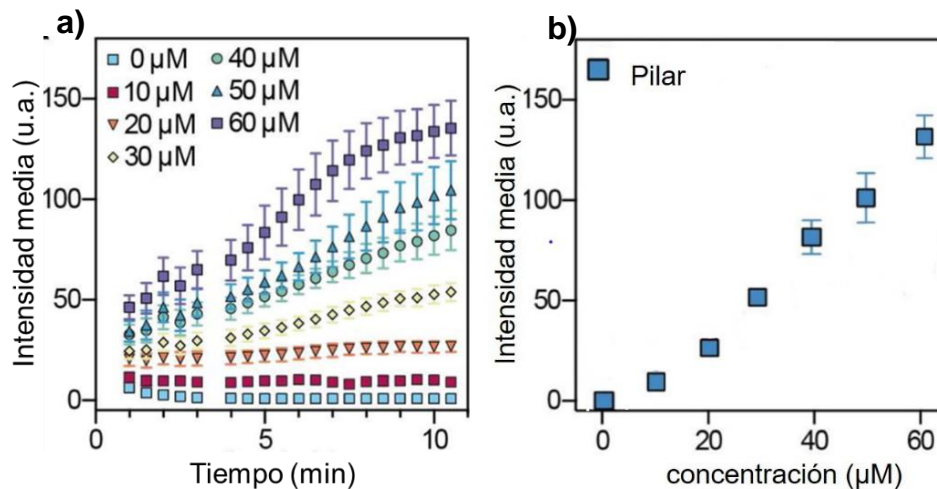 a)
0 µM
10 µM
20 µM
30 µM
40 µM
50 µM
60 µM
Intensidad media (u.a.)
150
100
50
0
0
5
10
Tiempo (min)
b)
Pilar
Intensidad media (u.a.)
150
100
50
0
0
20
40
60
concentración (µM)